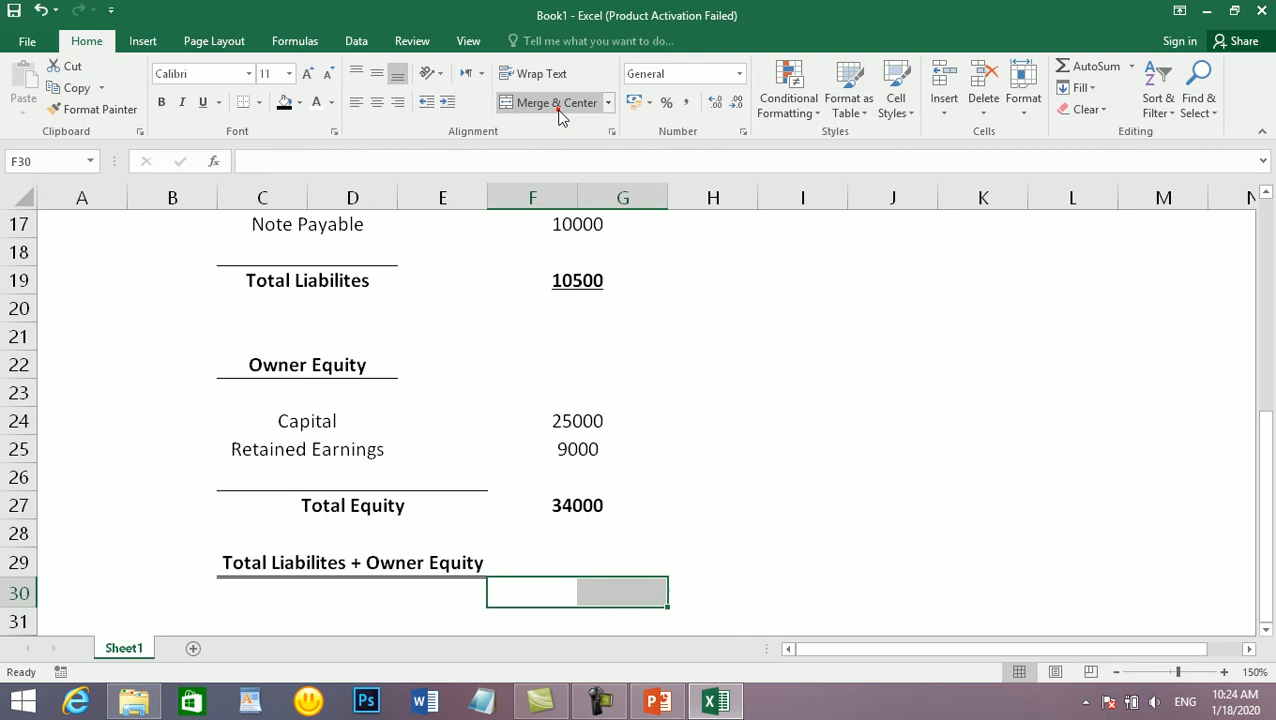 Book1 - Excel (Product Activation Failed)
File Home Insert Page Layout Formulas Data Review View Tell me what you want to do... Sign in Share
Cut
Copy
Format Painter
Paste
Clipboard
Calibri 11
B I U
Font
Wrap Text
Merge & Center
Alignment
General
%
Number
Conditional Formatting
Format as Table
Cell Styles
Styles
Insert
Delete
Format
Cells
AutoSum
Fill
Clear
Sort & Filter
Find & Select
Editing
F30 fx
A B C D E F G H I J K L M N
17 Note Payable 10000
18
19 Total Liabilites 10500
20
21
22 Owner Equity
23
24 Capital 25000
25 Retained Earnings 9000
26
27 Total Equity 34000
28
29 Total Liabilites + Owner Equity
30
31
Sheet1
Ready 150%
ENG
10:24 AM
1/18/2020